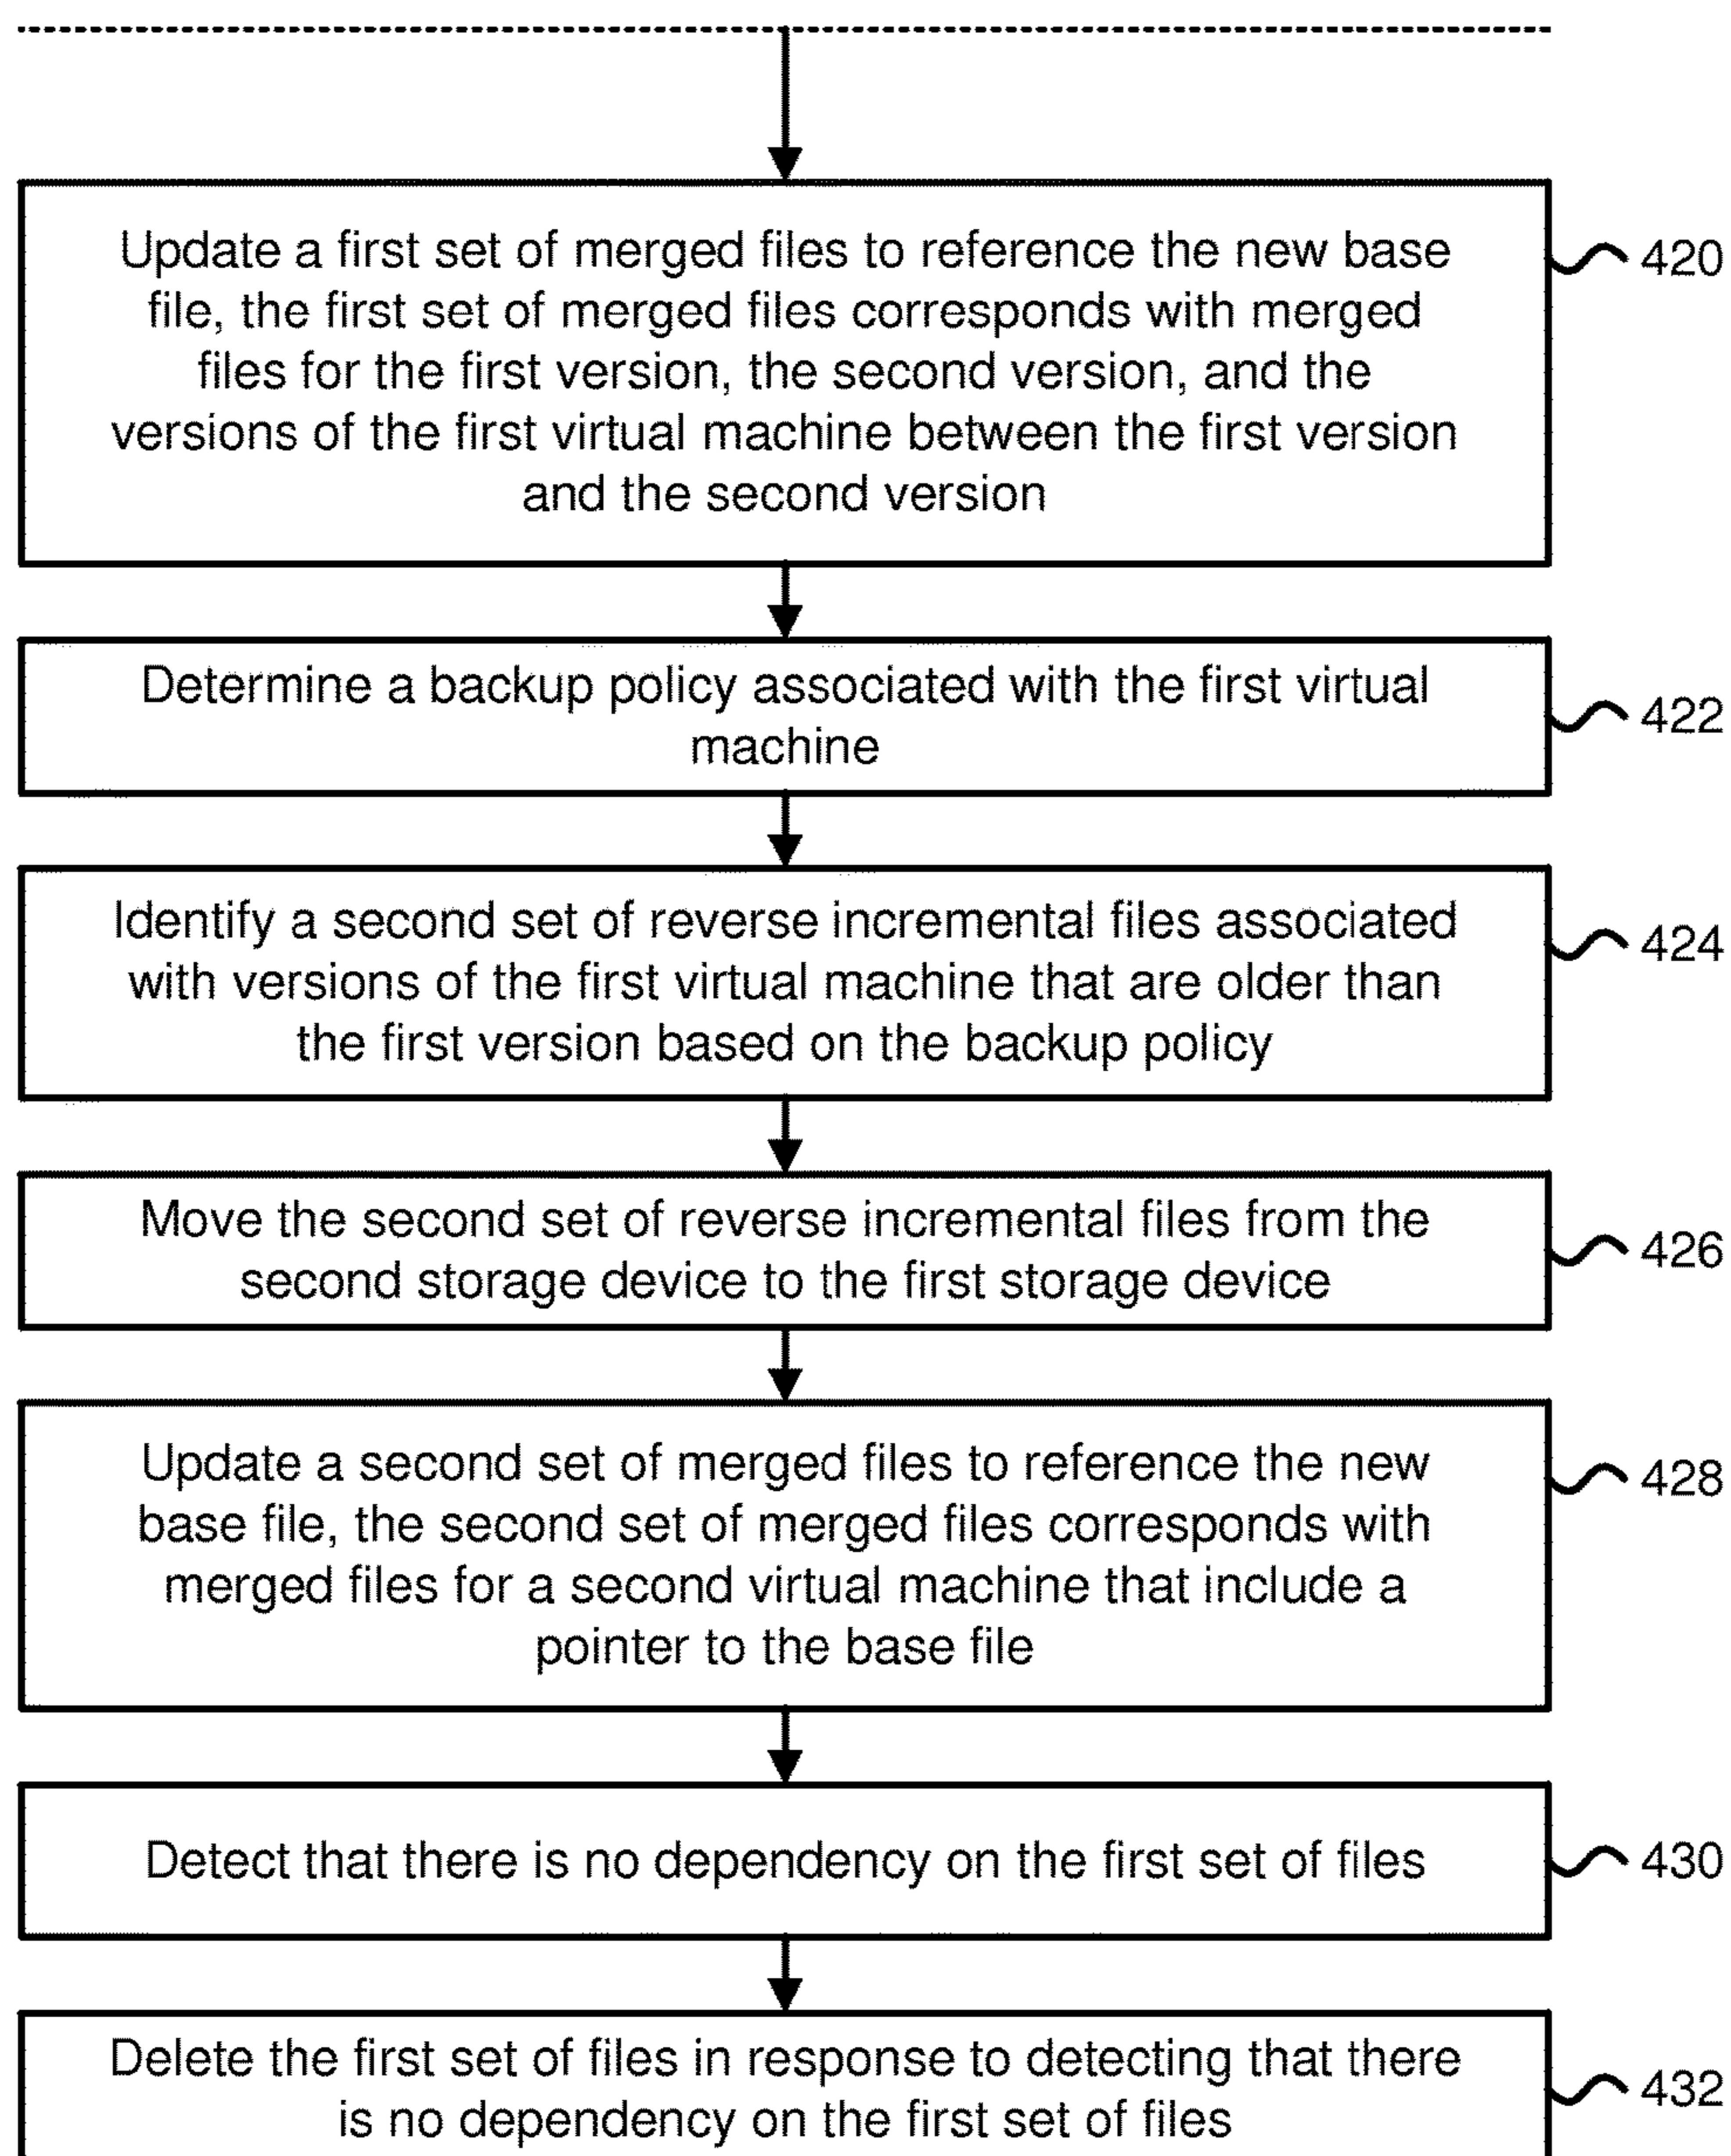 Update a first set of merged files to reference the new base
file, the first set of merged files corresponds with merged
files for the first version, the second version, and the
versions of the first virtual machine between the first version
and the second version
420
Determine a backup policy associated with the first virtual
machine
422
Identify a second set of reverse incremental files associated
with versions of the first virtual machine that are older than
the first version based on the backup policy
424
Move the second set of reverse incremental files from the
second storage device to the first storage device
426
Update a second set of merged files to reference the new
base file, the second set of merged files corresponds with
merged files for a second virtual machine that include a
pointer to the base file
428
Detect that there is no dependency on the first set of files
430
Delete the first set of files in response to detecting that there
is no dependency on the first set of files
432